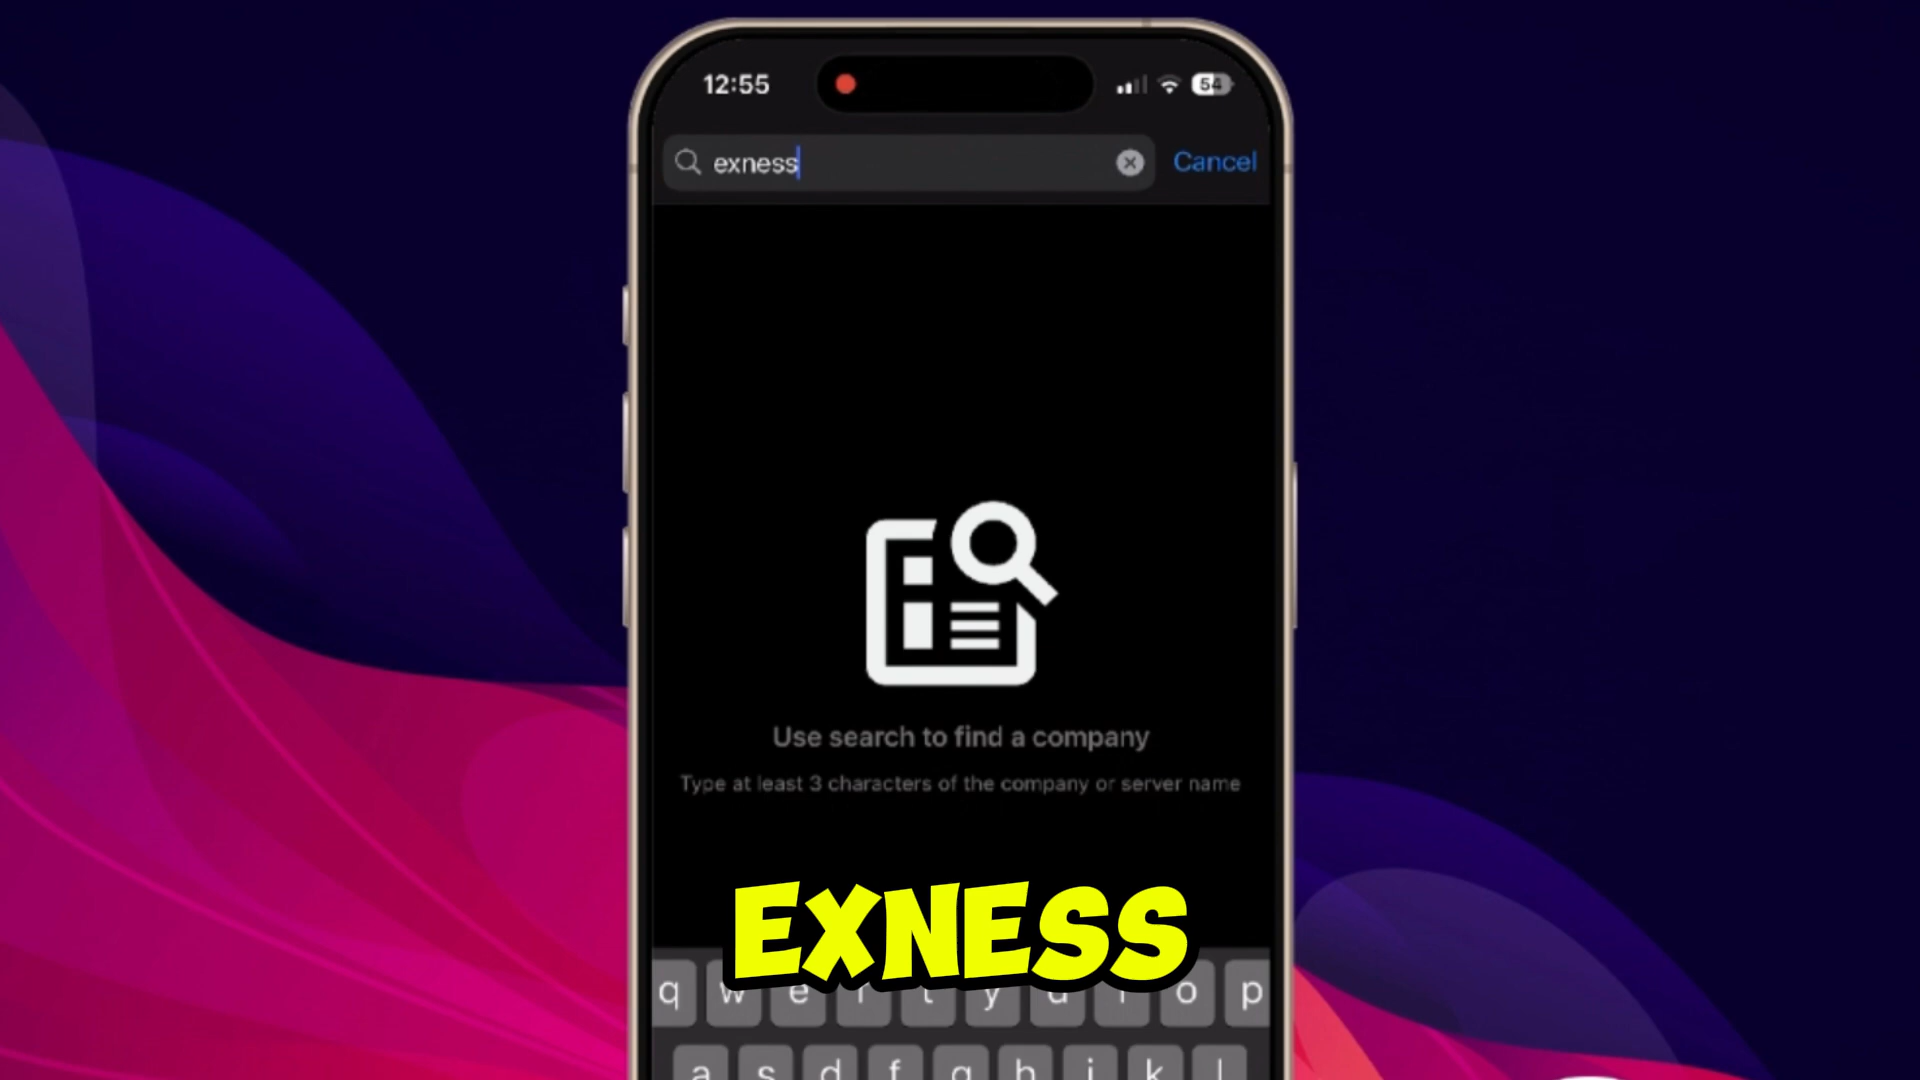 12:55
54
exness
Cancel
Use search to find a company
Type at least 3 characters of the company or server name
EXNESS
q w e r t y u i o p
a s d f g h j k l